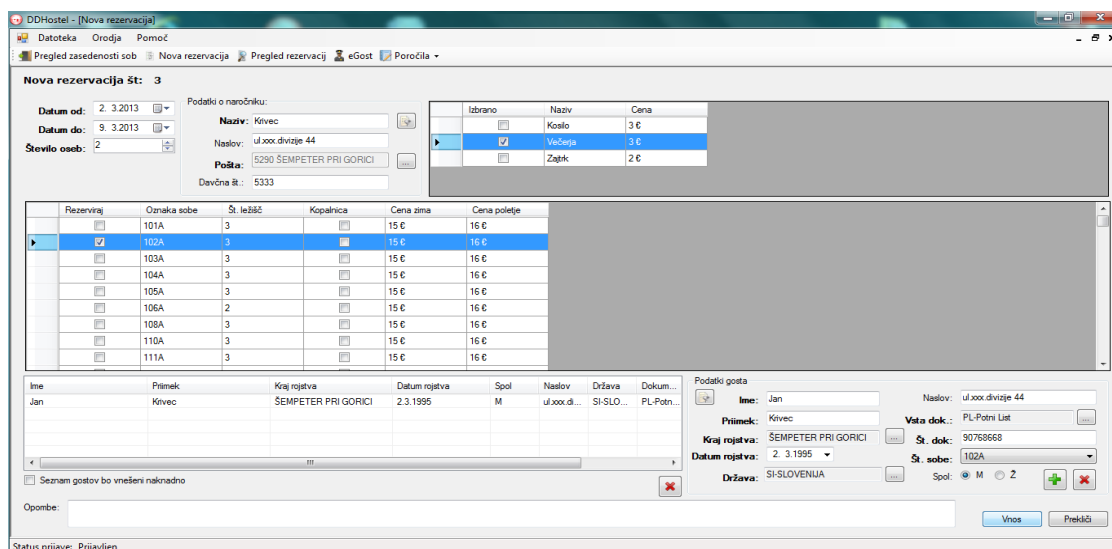 DDHostel - [Nova rezervacija]
Datoteka Orodja Pomoč
Pregled zasedenosti sob Nova rezervacija Pregled rezervacij eGost Poročila
Nova rezervacija št: 3
Datum od: 2. 3.2013
Datum do: 9. 3.2013
Število oseb: 2
Podatki o naročniku:
Naziv: Krivec
Naslov: ul.xxx.divizije 44
Pošta: 5290 ŠEMPETER PRI GORICI ...
Davčna št.: 5333
Izbrano Naziv Cena
Kosilo 3 €
Večerja 3 €
Zajtrk 2 €
Rezerviraj Oznaka sobe Št. ležišč Kopalnica Cena zima Cena poletje
101A 3 15 € 16 €
102A 3 15 € 16 €
103A 3 15 € 16 €
104A 3 15 € 16 €
105A 3 15 € 16 €
106A 2 15 € 16 €
108A 3 15 € 16 €
110A 3 15 € 16 €
111A 3 15 € 16 €
Ime Priimek Kraj rojstva Datum rojstva Spol Naslov Država Dokum...
Jan Krivec ŠEMPETER PRI GORICI 2.3.1995 M ul.xxx.di... SI-SLO... PL-Potn...
Seznam gostov bo vnešeni naknadno
Podatki gosta
Ime: Jan
Priimek: Krivec
Kraj rojstva: ŠEMPETER PRI GORICI ...
Datum rojstva: 2. 3.1995
Država: SI-SLOVENIJA ...
Naslov: ul.xxx.divizije 44
Vsta dok.: PL-Potni List ...
Št. dok: 90768668
Št. sobe: 102A
Spol: M Ž
Opombe:
Vnos Prekliči
Status prijave: Prijavljen